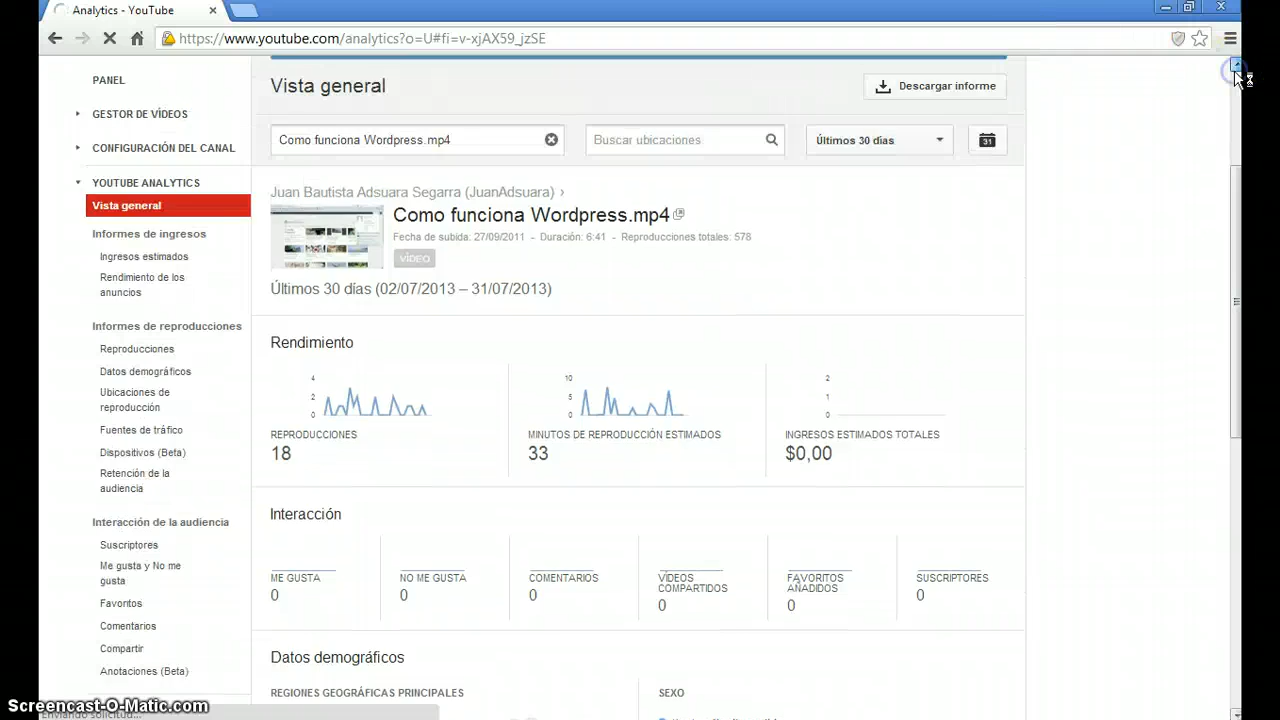 Analytics - YouTube
https://www.youtube.com/analytics?o=U#fi=v-xjAX59_jzSE
PANEL
GESTOR DE VÍDEOS
CONFIGURACIÓN DEL CANAL
YOUTUBE ANALYTICS
Vista general
Informes de ingresos
Ingresos estimados
Rendimiento de los
anuncios
Informes de reproducciones
Reproducciones
Datos demográficos
Ubicaciones de
reproducción
Fuentes de tráfico
Dispositivos (Beta)
Retención de la
audiencia
Interacción de la audiencia
Suscriptores
Me gusta y No me
gusta
Favoritos
Comentarios
Compartir
Anotaciones (Beta)
Vista general
Descargar informe
Como funciona Wordpress.mp4
Buscar ubicaciones
Últimos 30 días
31
Juan Bautista Adsuara Segarra (JuanAdsuara) ›
Como funciona Wordpress.mp4
Fecha de subida: 27/09/2011 - Duración: 6:41 - Reproducciones totales: 578
VÍDEO
Últimos 30 días (02/07/2013 – 31/07/2013)
Rendimiento
4
2
0
REPRODUCCIONES
18
10
5
0
MINUTOS DE REPRODUCCIÓN ESTIMADOS
33
2
1
0
INGRESOS ESTIMADOS TOTALES
$0,00
Interacción
ME GUSTA
0
NO ME GUSTA
0
COMENTARIOS
0
VÍDEOS
COMPARTIDOS
0
FAVORITOS
AÑADIDOS
0
SUSCRIPTORES
0
Datos demográficos
REGIONES GEOGRÁFICAS PRINCIPALES
SEXO
Screencast-O-Matic.com
Enviando solicitud...